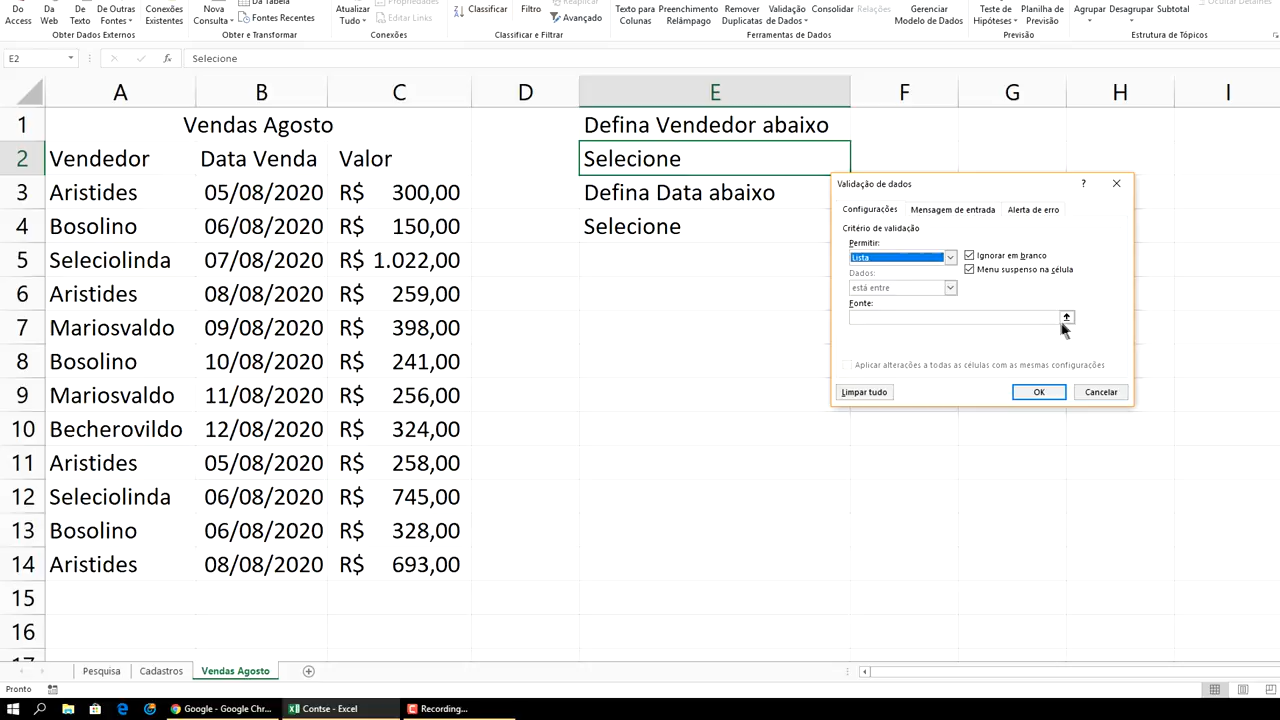 Da Tabela Propriedades Reaplicar Ocultar Detalhes
Do Da De De Outras Conexões Nova Atualizar Classificar Filtro Texto para Preenchimento Remover Validação Consolidar Relações Gerenciar Teste de Planilha de Agrupar Desagrupar Subtotal
Access Web Texto Fontes Existentes Consulta Fontes Recentes Tudo Editar Links Avançado Colunas Relâmpago Duplicatas de Dados Modelo de Dados Hipóteses Previsão
Obter Dados Externos Obter e Transformar Conexões Classificar e Filtrar Ferramentas de Dados Previsão Estrutura de Tópicos
E2 fx Selecione
A B C D E F G H I
1 Vendas Agosto Defina Vendedor abaixo
2 Vendedor Data Venda Valor Selecione
3 Aristides 05/08/2020 R$ 300,00 Defina Data abaixo
4 Bosolino 06/08/2020 R$ 150,00 Selecione
5 Seleciolinda 07/08/2020 R$ 1.022,00
6 Aristides 08/08/2020 R$ 259,00
7 Mariosvaldo 09/08/2020 R$ 398,00
8 Bosolino 10/08/2020 R$ 241,00
9 Mariosvaldo 11/08/2020 R$ 256,00
10 Becherovildo 12/08/2020 R$ 324,00
11 Aristides 05/08/2020 R$ 258,00
12 Seleciolinda 06/08/2020 R$ 745,00
13 Bosolino 06/08/2020 R$ 328,00
14 Aristides 08/08/2020 R$ 693,00
15
16
Validação de dados ?
Configurações Mensagem de entrada Alerta de erro
Critério de validação
Permitir:
Lista Ignorar em branco
Dados: Menu suspenso na célula
está entre
Fonte:
Aplicar alterações a todas as células com as mesmas configurações
Limpar tudo OK Cancelar
Pesquisa Cadastros Vendas Agosto
Pronto
Google - Google Chr... Contse - Excel Recording...